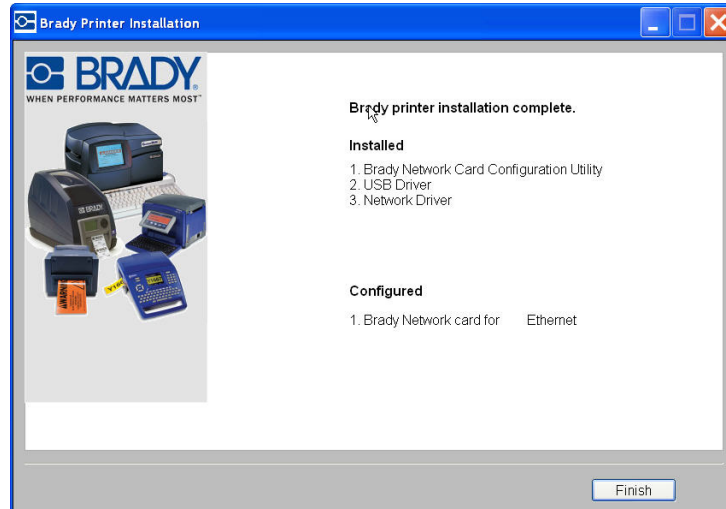 Brady Printer Installation
BRADY
WHEN PERFORMANCE MATTERS MOST™
Brady printer installation complete.
Installed
1. Brady Network Card Configuration Utility
2. USB Driver
3. Network Driver
Configured
1. Brady Network card for Ethernet
Finish